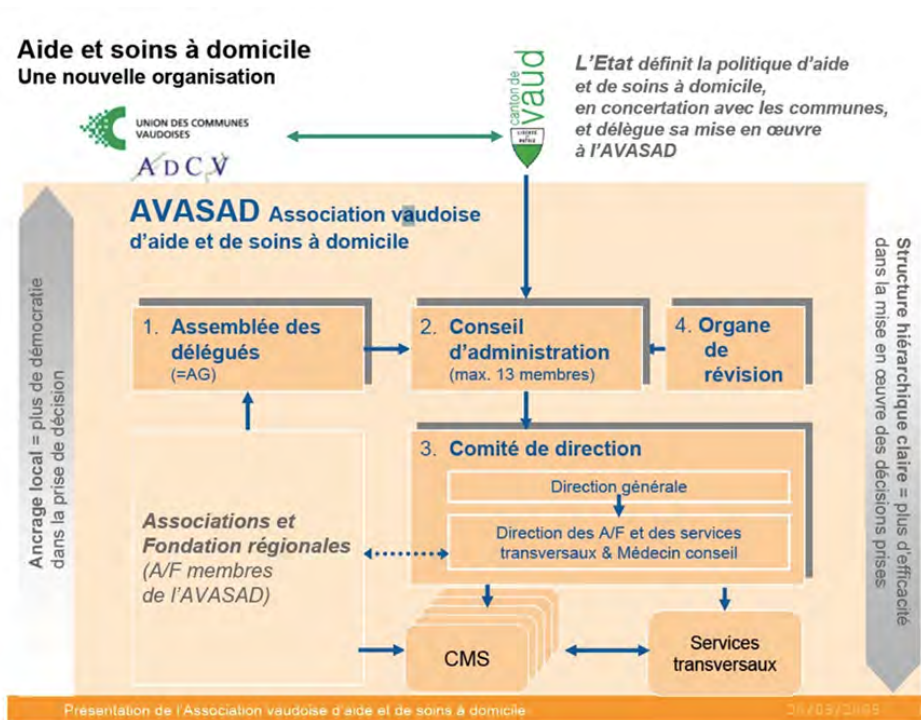 Aide et soins à domicile
Une nouvelle organisation
UNION DES COMMUNES
VAUDOISES
ADCV
canton de
vaud
LIBERTÉ
ET
PATRIE
L'Etat définit la politique d'aide
et de soins à domicile,
en concertation avec les communes,
et délègue sa mise en œuvre
à l'AVASAD
AVASAD Association vaudoise
d'aide et de soins à domicile
Ancrage local = plus de démocratie
dans la prise de décision
1. Assemblée des
délégués
(=AG)
2. Conseil
d'administration
(max. 13 membres)
4. Organe
de
révision
3. Comité de direction
Direction générale
Direction des A/F et des services
transversaux & Médecin conseil
Associations et
Fondation régionales
(A/F membres
de l'AVASAD)
CMS
Services
transversaux
Structure hiérarchique claire = plus d'efficacité
dans la mise en œuvre des décisions prises
Présentation de l'Association vaudoise d'aide et de soins à domicile